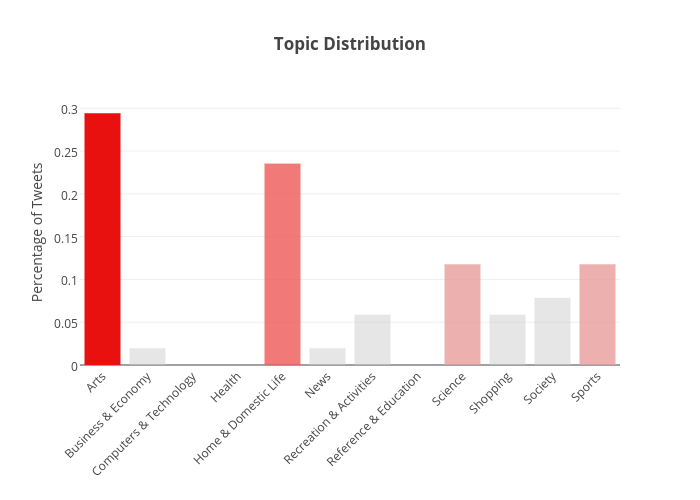 Topic Distribution
Percentage of Tweets
0.3
0.25
0.2
0.15
0.1
0.05
0
Arts
Business & Economy
Computers & Technology
Health
Home & Domestic Life
News
Recreation & Activities
Reference & Education
Science
Shopping
Society
Sports